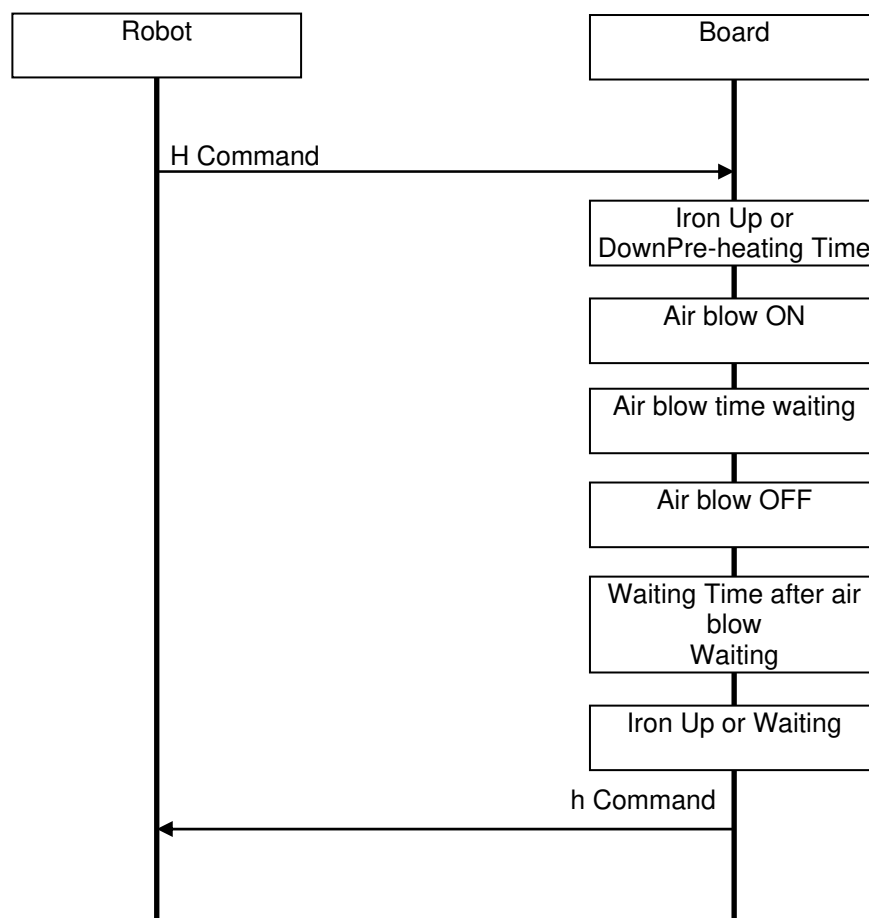 Robot
Board
H Command
Iron Up or
DownPre-heating Time
Air blow ON
Air blow time waiting
Air blow OFF
Waiting Time after air
blow
Waiting
Iron Up or Waiting
h Command